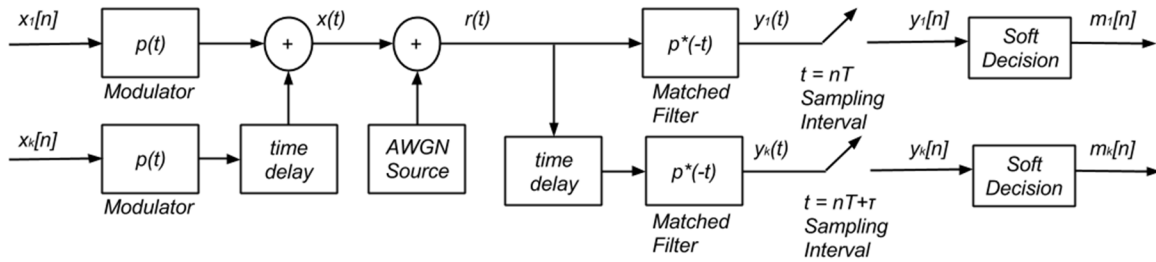 x1[n]
p(t)
Modulator
+
x(t)
+
r(t)
p*(-t)
Matched
Filter
y1(t)
t = nT
Sampling
Interval
y1[n]
Soft
Decision
m1[n]
xk[n]
p(t)
Modulator
time
delay
AWGN
Source
time
delay
p*(-t)
Matched
Filter
yk(t)
t = nT+τ
Sampling
Interval
yk[n]
Soft
Decision
mk[n]